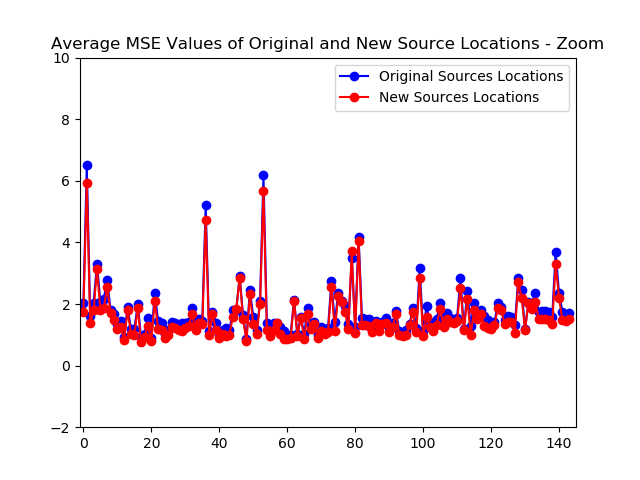 Average MSE Values of Original and New Source Locations - Zoom
Original Sources Locations
New Sources Locations
10
8
6
4
2
0
−2
0 20 40 60 80 100 120 140